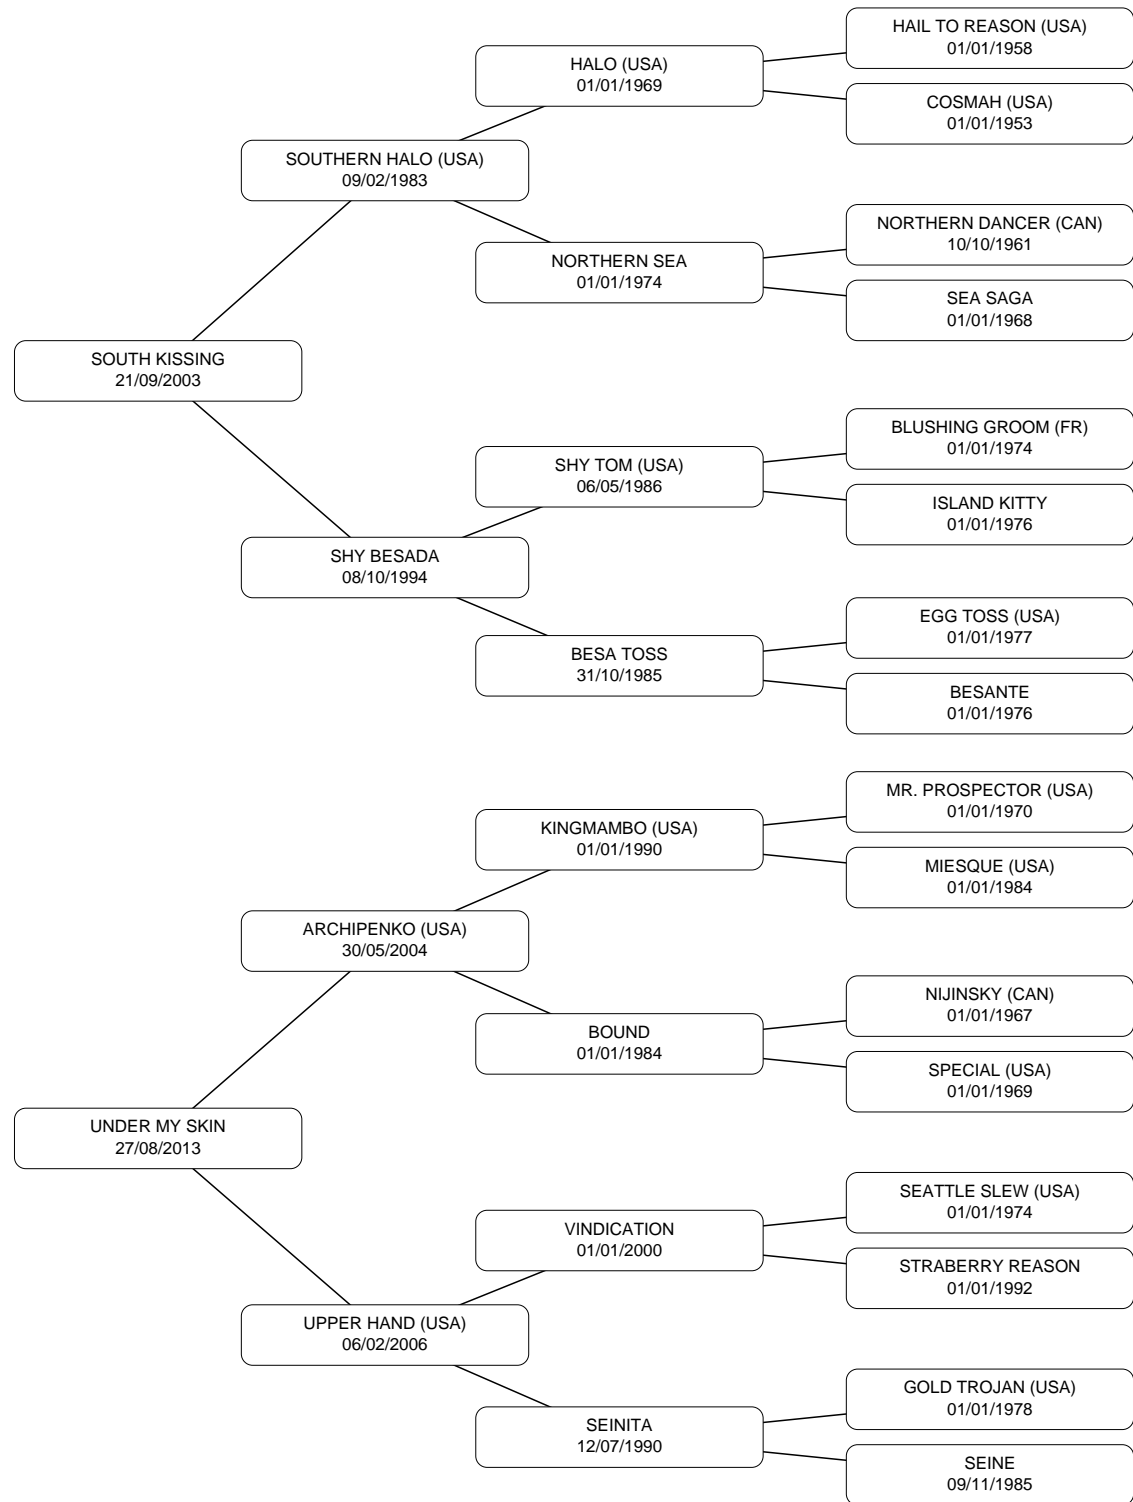 HAIL TO REASON (USA)
01/01/1958
HALO (USA)
01/01/1969
COSMAH (USA)
01/01/1953
SOUTHERN HALO (USA)
09/02/1983
NORTHERN DANCER (CAN)
10/10/1961
NORTHERN SEA
01/01/1974
SEA SAGA
01/01/1968
SOUTH KISSING
21/09/2003
BLUSHING GROOM (FR)
01/01/1974
SHY TOM (USA)
06/05/1986
ISLAND KITTY
01/01/1976
SHY BESADA
08/10/1994
EGG TOSS (USA)
01/01/1977
BESA TOSS
31/10/1985
BESANTE
01/01/1976
MR. PROSPECTOR (USA)
01/01/1970
KINGMAMBO (USA)
01/01/1990
MIESQUE (USA)
01/01/1984
ARCHIPENKO (USA)
30/05/2004
NIJINSKY (CAN)
01/01/1967
BOUND
01/01/1984
SPECIAL (USA)
01/01/1969
UNDER MY SKIN
27/08/2013
SEATTLE SLEW (USA)
01/01/1974
VINDICATION
01/01/2000
STRABERRY REASON
01/01/1992
UPPER HAND (USA)
06/02/2006
GOLD TROJAN (USA)
01/01/1978
SEINITA
12/07/1990
SEINE
09/11/1985